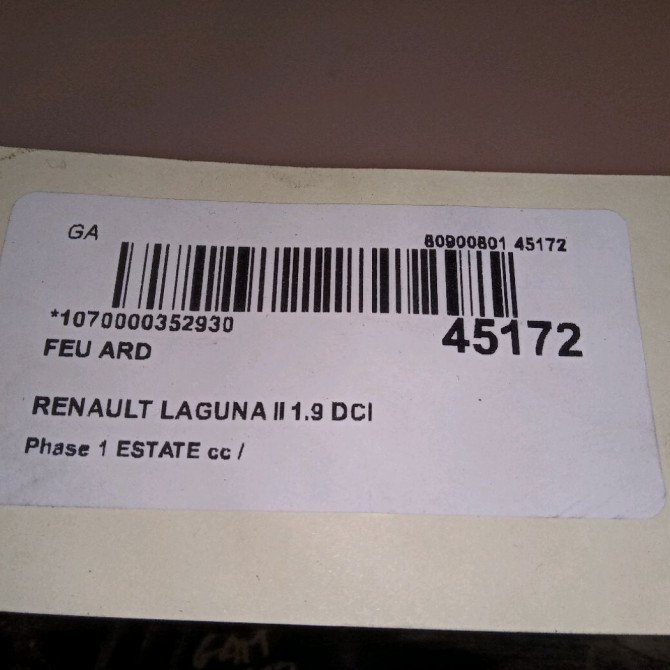 GA
80900801 45172
*1070000352930
45172
FEU ARD
RENAULT LAGUNA II 1.9 DCI
Phase 1 ESTATE cc /